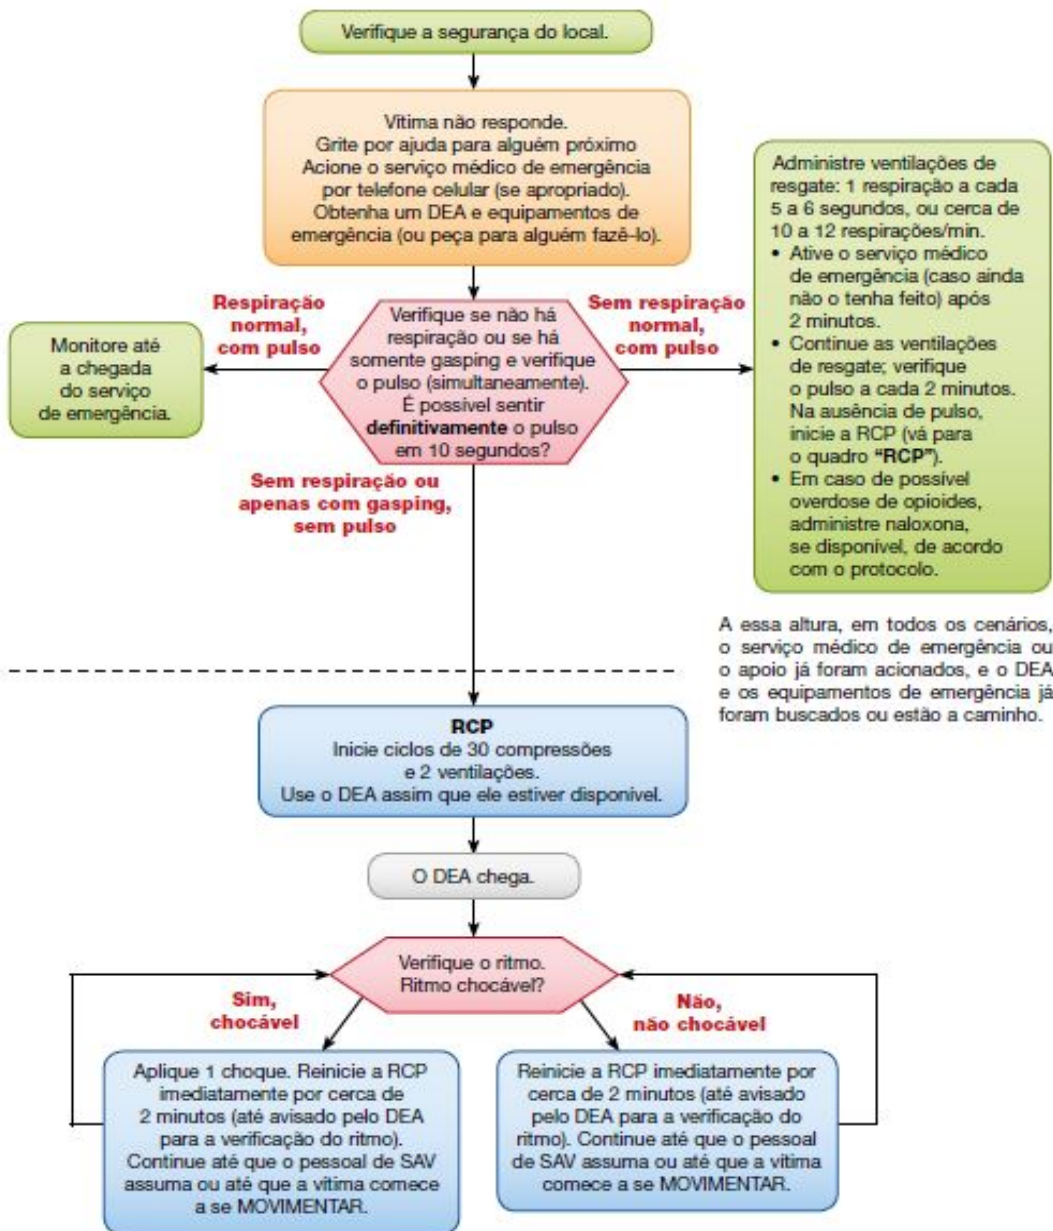 Verifique a segurança do local.
Vítima não responde.
Grite por ajuda para alguém próximo
Acione o serviço médico de emergência
por telefone celular (se apropriado).
Obtenha um DEA e equipamentos de
emergência (ou peça para alguém fazê-lo).
Respiração
normal,
com pulso
Monitore até
a chegada
do serviço
de emergência.
Verifique se não há
respiração ou se há
somente gasping e verifique
o pulso (simultaneamente).
É possível sentir
definitivamente o pulso
em 10 segundos?
Sem respiração
normal,
com pulso
Administre ventilações de
resgate: 1 respiração a cada
5 a 6 segundos, ou cerca de
10 a 12 respirações/min.
• Ative o serviço médico
de emergência (caso ainda
não o tenha feito) após
2 minutos.
• Continue as ventilações
de resgate; verifique
o pulso a cada 2 minutos.
Na ausência de pulso,
inicie a RCP (vá para
o quadro “RCP”).
• Em caso de possível
overdose de opioides,
administre naloxona,
se disponível, de acordo
com o protocolo.
Sem respiração ou
apenas com gasping,
sem pulso
A essa altura, em todos os cenários,
o serviço médico de emergência ou
o apoio já foram acionados, e o DEA
e os equipamentos de emergência já
foram buscados ou estão a caminho.
RCP
Inicie ciclos de 30 compressões
e 2 ventilações.
Use o DEA assim que ele estiver disponível.
O DEA chega.
Verifique o ritmo.
Ritmo chocável?
Sim,
chocável
Não,
não chocável
Aplique 1 choque. Reinicie a RCP
imediatamente por cerca de
2 minutos (até avisado pelo DEA
para a verificação do ritmo).
Continue até que o pessoal de SAV
assuma ou até que a vítima comece
a se MOVIMENTAR.
Reinicie a RCP imediatamente por
cerca de 2 minutos (até avisado
pelo DEA para a verificação do
ritmo). Continue até que o pessoal
de SAV assuma ou até que a vítima
comece a se MOVIMENTAR.